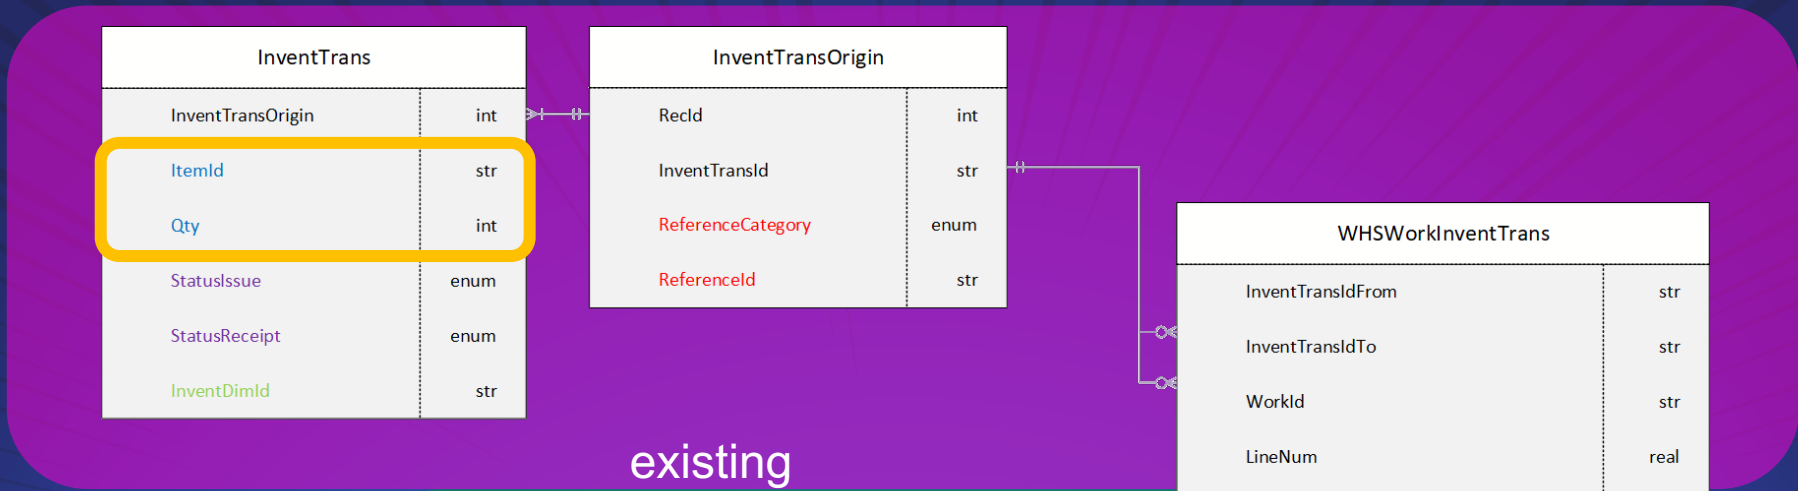 InventTrans
InventTransOrigin int
ItemId str
Qty int
StatusIssue enum
StatusReceipt enum
InventDimId str
InventTransOrigin
RecId int
InventTransId str
ReferenceCategory enum
ReferenceId str
WHSWorkInventTrans
InventTransIdFrom str
InventTransIdTo str
WorkId str
LineNum real
existing